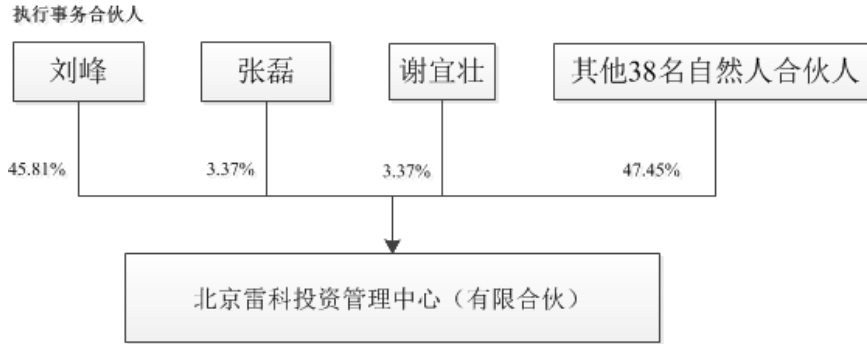 执行事务合伙人
刘峰
张磊
谢宜壮
其他38名自然人合伙人
45.81%
3.37%
3.37%
47.45%
北京雷科投资管理中心（有限合伙）